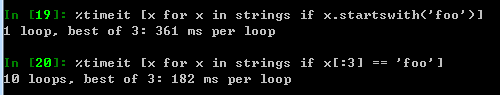 In [19]: %timeit [x for x in strings if x.startswith('foo')]
1 loop, best of 3: 361 ms per loop
In [20]: %timeit [x for x in strings if x[:3] == 'foo']
10 loops, best of 3: 182 ms per loop